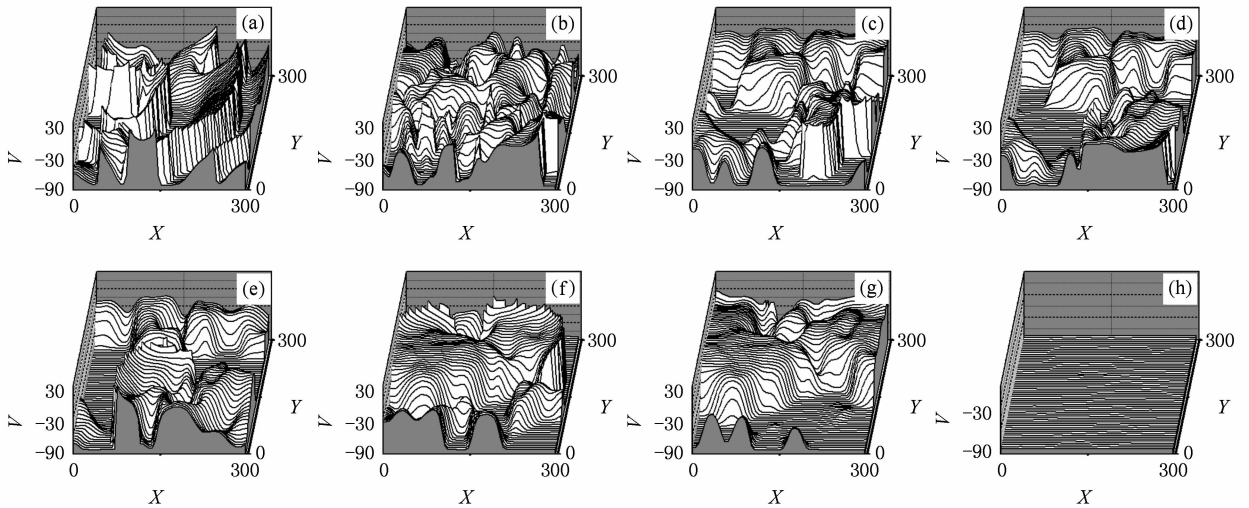 (a) (b) (c) (d)
300 300 300 300
30 30 30 30
V −30 Y V −30 Y V −30 Y V −30 Y
−90 0 −90 0 −90 0 −90 0
0 300 0 300 0 300 0 300
X X X X
(e) (f) (g) (h)
300 300 300 300
30 30 30
V −30 Y V −30 Y V −30 Y V −30 Y
−90 0 −90 0 −90 0 −90 0
0 300 0 300 0 300 0 300
X X X X